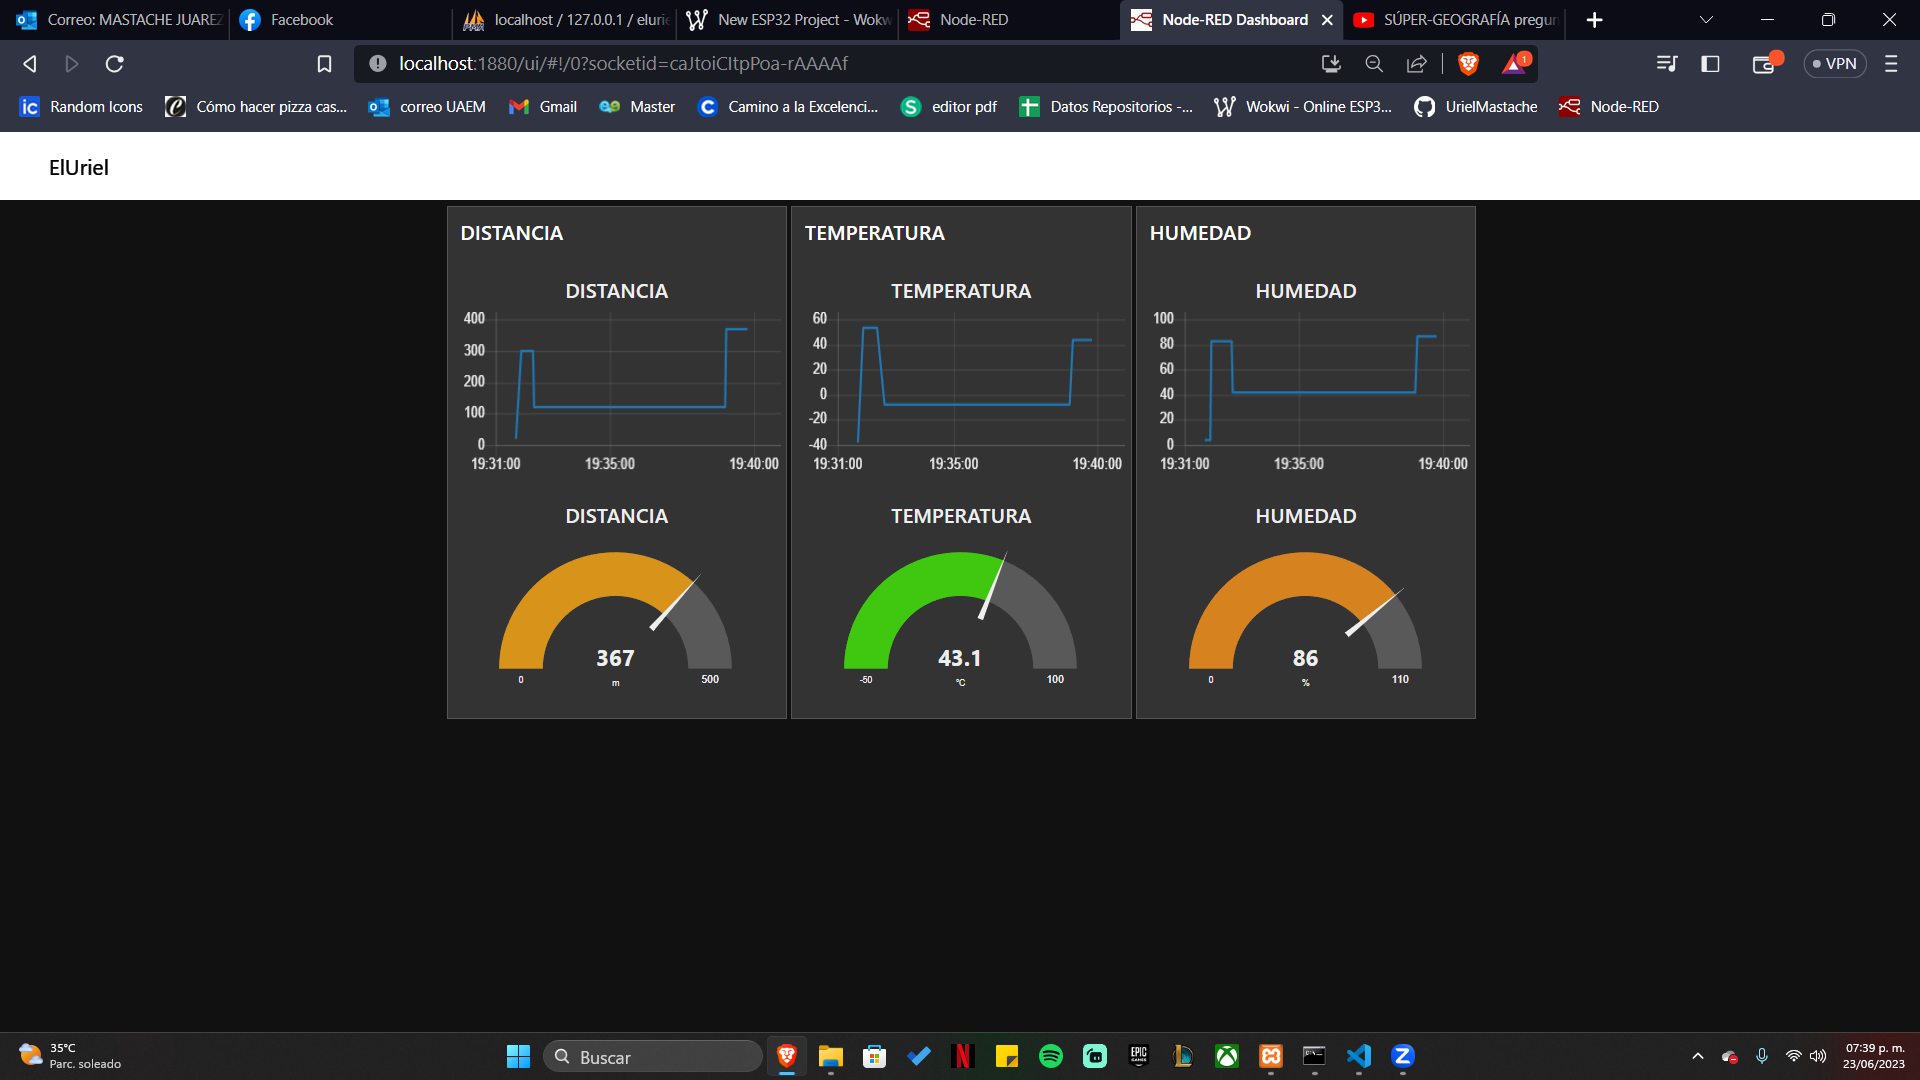 Correo: MASTACHE JUAREZ
Facebook
localhost / 127.0.0.1 / elurie
New ESP32 Project - Wokw
Node-RED
Node-RED Dashboard
SÚPER-GEOGRAFÍA pregun
localhost:1880/ui/#!/0?socketid=caJtoiCItpPoa-rAAAAf
1
VPN
ic Random Icons
Cómo hacer pizza cas...
correo UAEM
Gmail
Master
Camino a la Excelenci...
editor pdf
Datos Repositorios -...
Wokwi - Online ESP3...
UrielMastache
Node-RED
ElUriel
DISTANCIA
DISTANCIA
400
300
200
100
0
19:31:00 19:35:00 19:40:00
DISTANCIA
367
0 m 500
TEMPERATURA
TEMPERATURA
60
40
20
0
-20
-40
19:31:00 19:35:00 19:40:00
TEMPERATURA
43.1
-50 °C 100
HUMEDAD
HUMEDAD
100
80
60
40
20
0
19:31:00 19:35:00 19:40:00
HUMEDAD
86
0 % 110
35°C
Parc. soleado
Buscar
EPIC
GAMES
07:39 p. m.
23/06/2023